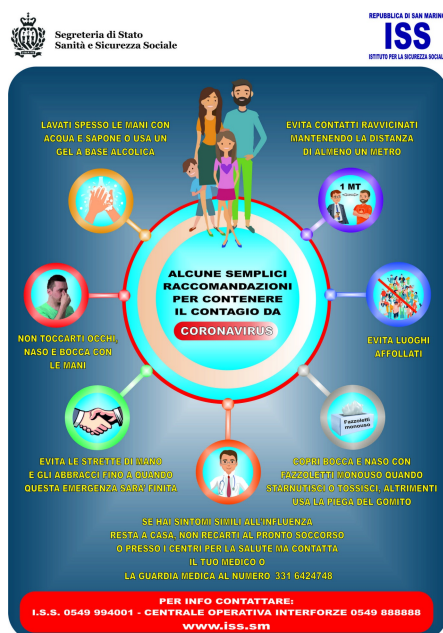 Segreteria di Stato
Sanità e Sicurezza Sociale
REPUBBLICA DI SAN MARINO
ISS
ISTITUTO PER LA SICUREZZA SOCIALE
LAVATI SPESSO LE MANI CON
ACQUA E SAPONE O USA UN
GEL A BASE ALCOLICA
EVITA CONTATTI RAVVICINATI
MANTENENDO LA DISTANZA
DI ALMENO UN METRO
1 MT
ALCUNE SEMPLICI
RACCOMANDAZIONI
PER CONTENERE
IL CONTAGIO DA
CORONAVIRUS
NON TOCCARTI OCCHI,
NASO E BOCCA CON
LE MANI
EVITA LUOGHI
AFFOLLATI
Fazzoletti
monouso
EVITA LE STRETTE DI MANO
E GLI ABBRACCI FINO A QUANDO
QUESTA EMERGENZA SARA' FINITA
COPRI BOCCA E NASO CON
FAZZOLETTI MONOUSO QUANDO
STARNUTISCI O TOSSISCI, ALTRIMENTI
USA LA PIEGA DEL GOMITO
SE HAI SINTOMI SIMILI ALL'INFLUENZA
RESTA A CASA, NON RECARTI AL PRONTO SOCCORSO
O PRESSO I CENTRI PER LA SALUTE MA CONTATTA
IL TUO MEDICO O
LA GUARDIA MEDICA AL NUMERO 331 6424748
PER INFO CONTATTARE:
I.S.S. 0549 994001 - CENTRALE OPERATIVA INTERFORZE 0549 888888
www.iss.sm